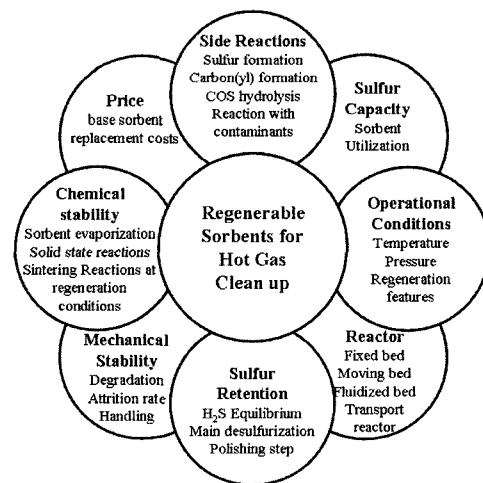 Side Reactions
Sulfur formation
Carbon(yl) formation
COS hydrolysis
Reaction with
contaminants
Sulfur
Capacity
Sorbent
Utilization
Operational
Conditions
Temperature
Pressure
Regeneration
features
Reactor
Fixed bed
Moving bed
Fluidized bed
Transport
reactor
Sulfur
Retention
H₂S Equilibrium
Main desulfurization
Polishing step
Mechanical
Stability
Degradation
Attrition rate
Handling
Chemical
stability
Sorbent evaporization
Solid state reactions
Sintering Reactions at
regeneration
conditions
Price
base sorbent
replacement costs
Regenerable
Sorbents for
Hot Gas
Clean up